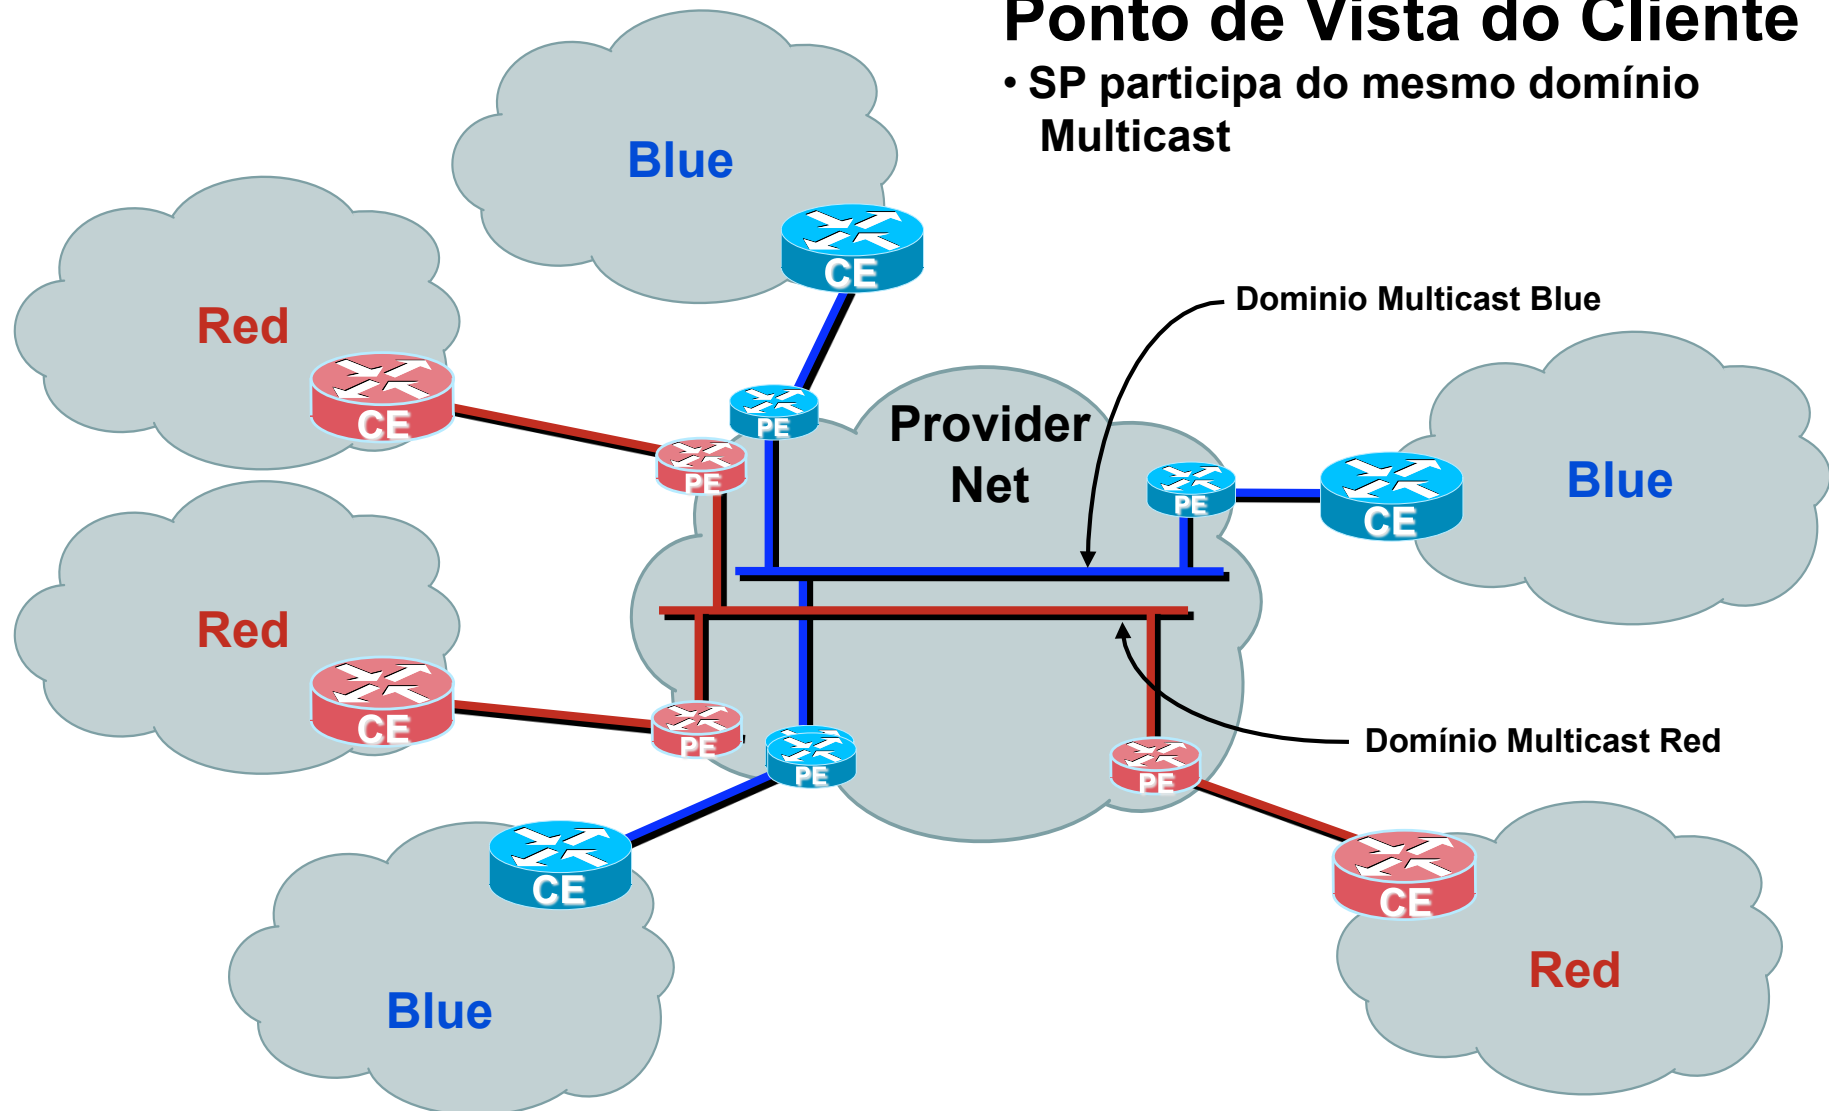 Ponto de Vista do Cliente
• SP participa do mesmo domínio
Multicast
Blue
CE
Dominio Multicast Blue
Red
CE
PE
Provider
Net
PE
PE
CE
Blue
Red
CE
PE
PE
Domínio Multicast Red
PE
CE
Blue
CE
Red